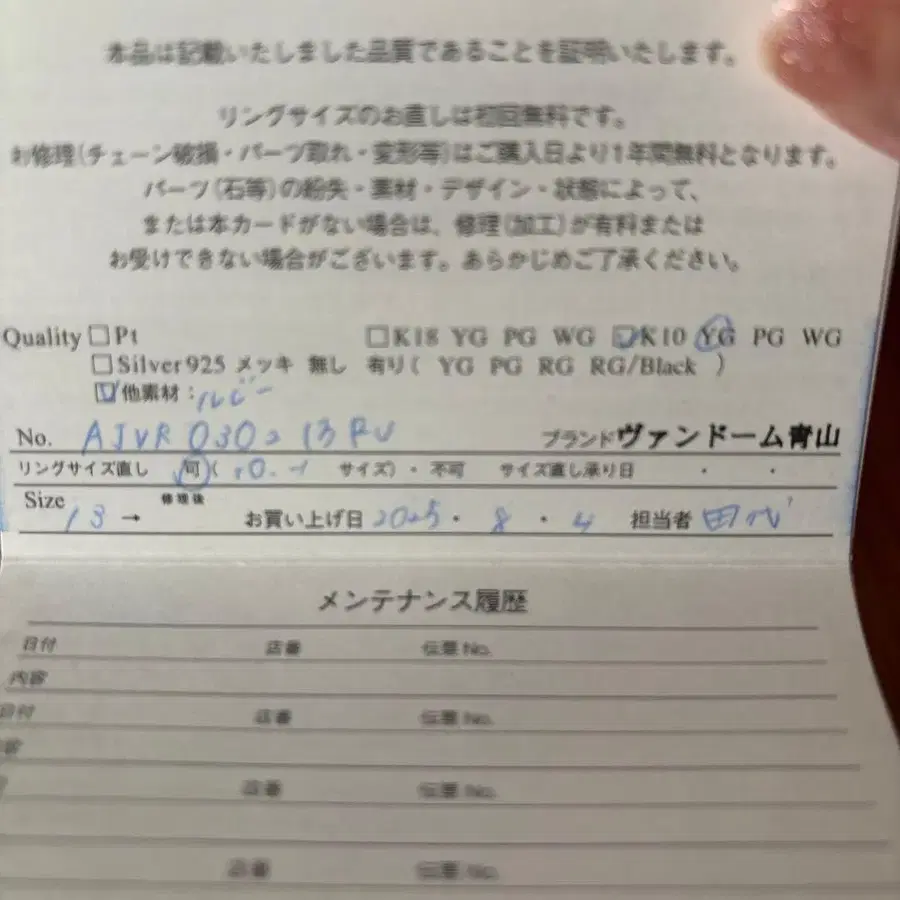 本品は記載いたしました品質であることを証明いたします。
リングサイズのお直しは初回無料です。
お修理(チェーン破損・パーツ取れ・変形等)はご購入日より1年間無料となります。
パーツ(石等)の紛失・素材・デザイン・状態によって、
または本カードがない場合は、修理(加工)が有料または
お受けできない場合がございます。あらかじめご了承ください。
Quality □Pt □K18 YG PG WG ☑K10 YG PG WG
□Silver925 メッキ 無し 有り( YG PG RG RG/Black )
☑他素材:ルビー
No. AJVR 0302 13 RU ブランドヴァンドーム青山
リングサイズ直し 可( サイズ)・不可 サイズ直し承り日 ・ ・
Size 13 → 修理後 お買い上げ日 2025・8・4 担当者 田代
メンテナンス履歴
日付 店番 伝票No.
内容
日付 店番 伝票No.
内容
店番 伝票No.
店番 伝票No.